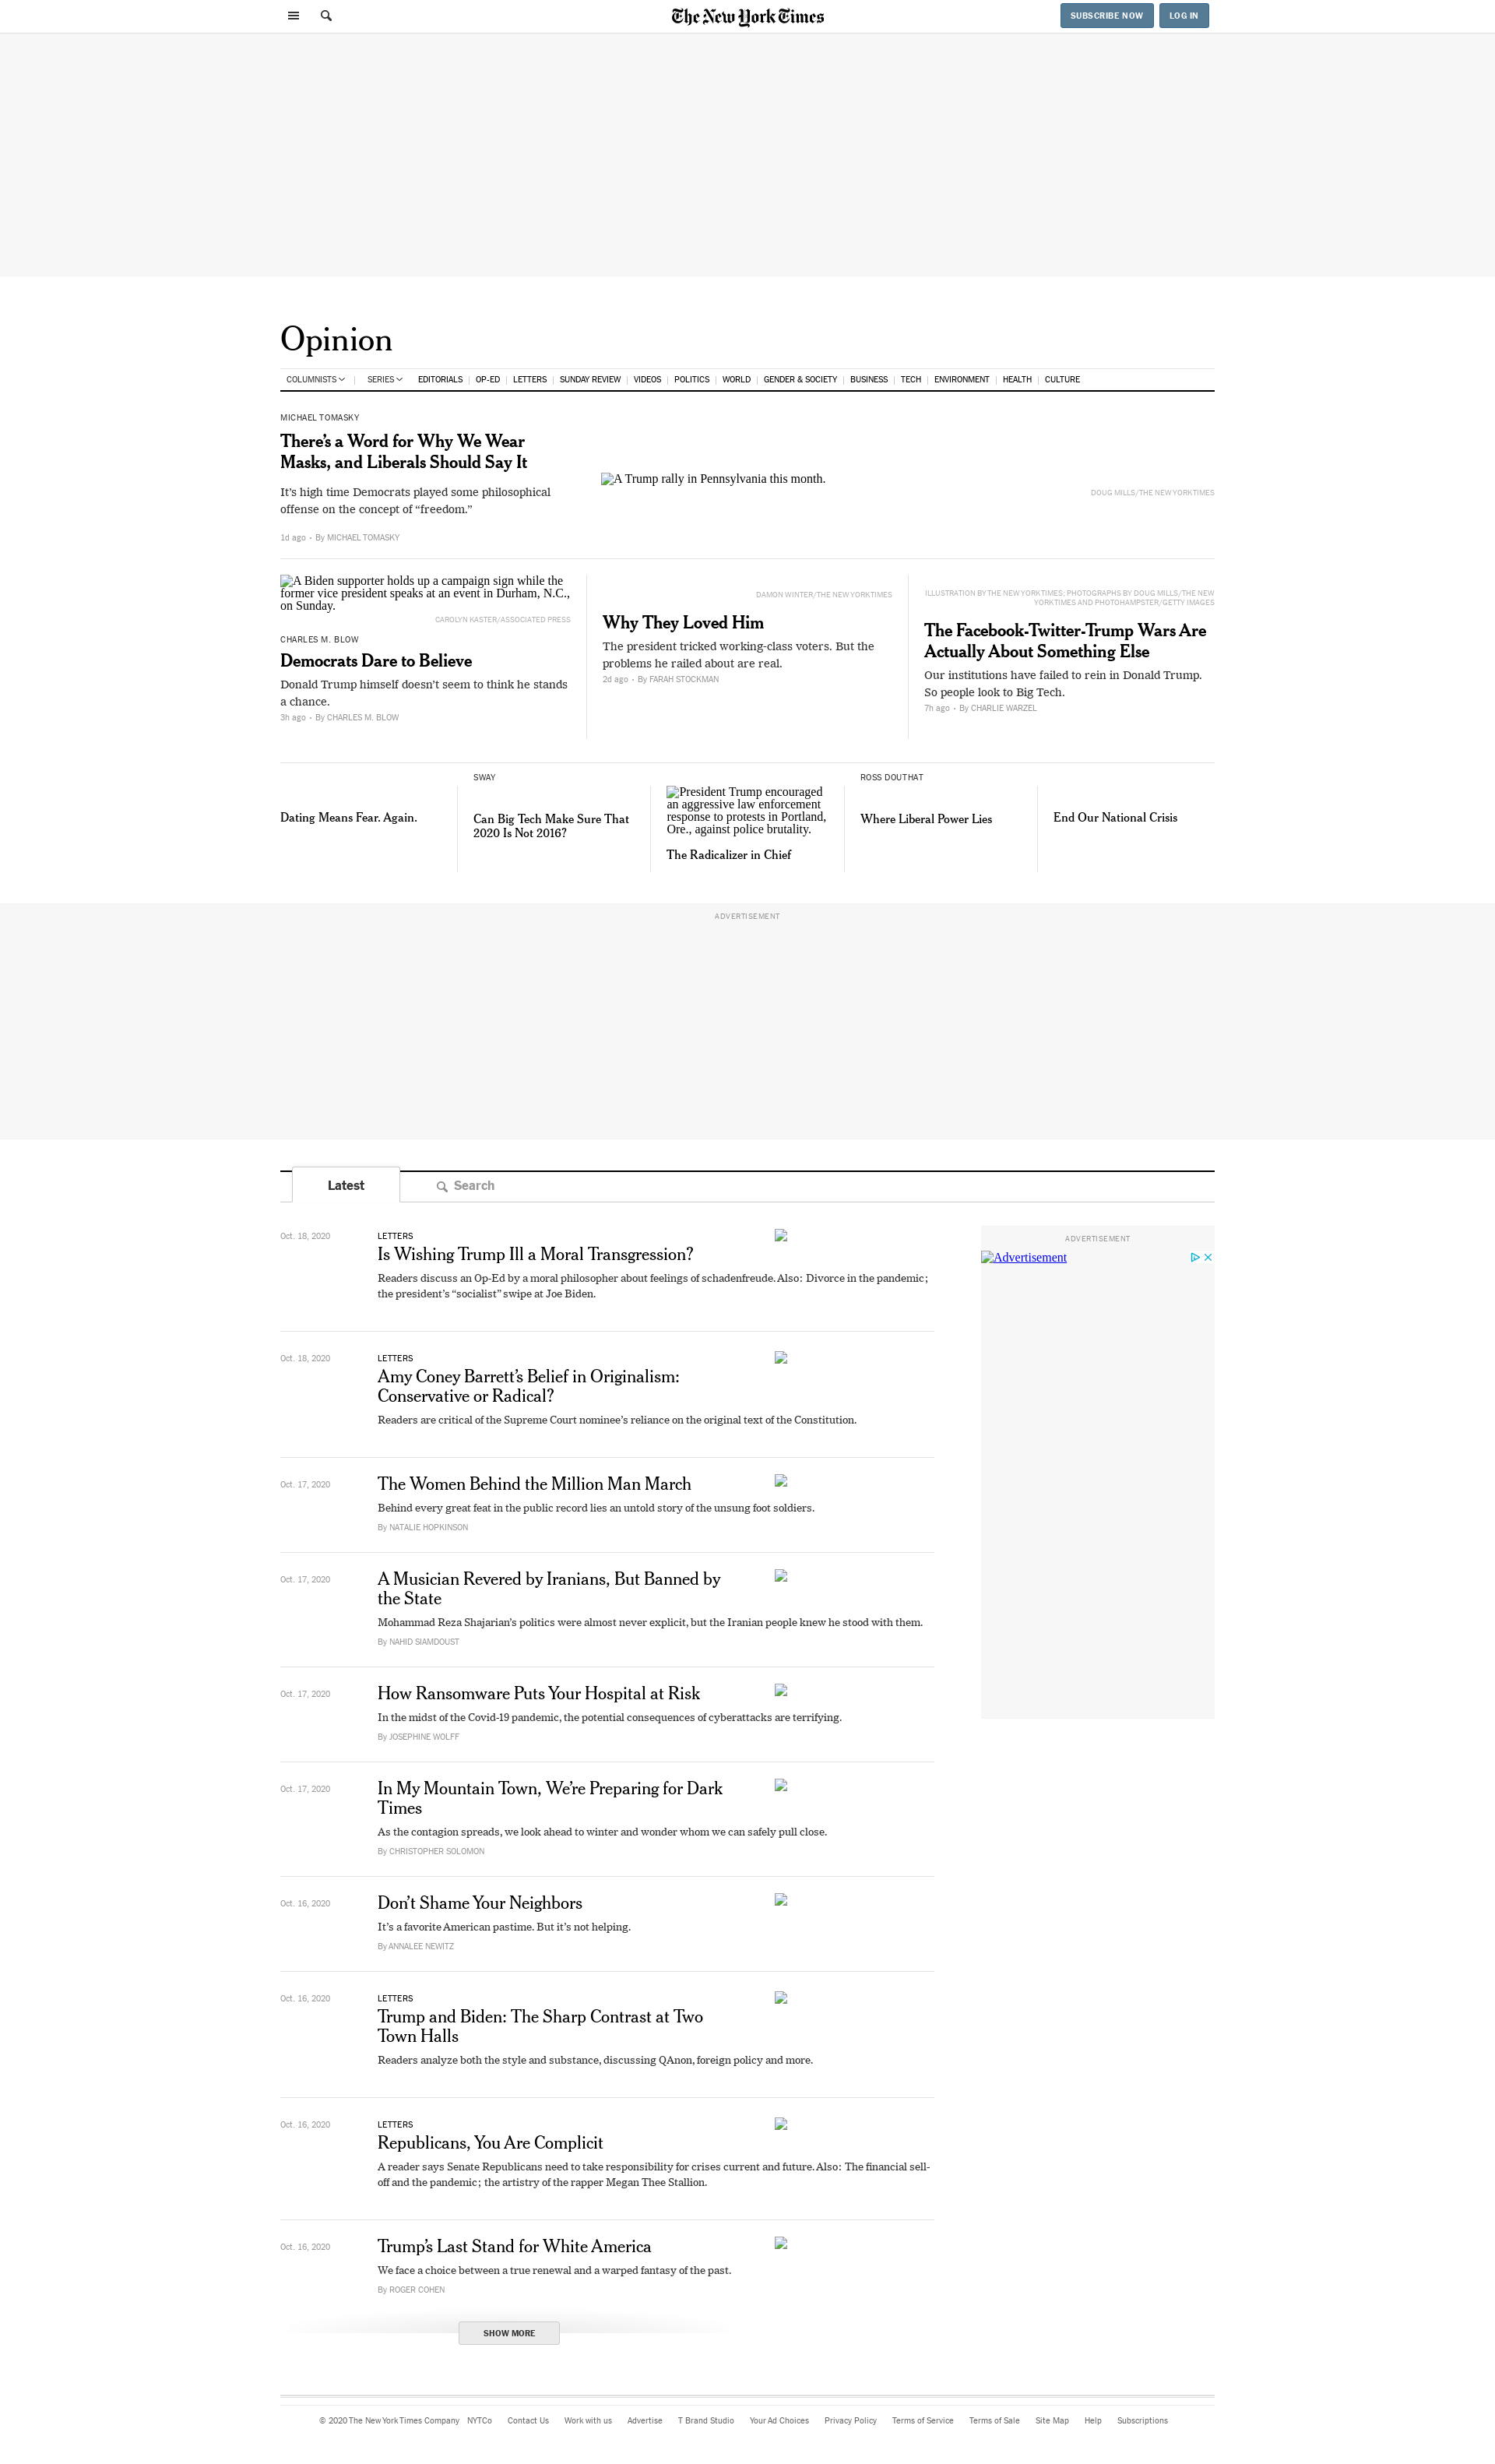 The New York Times
SUBSCRIBE NOW
LOG IN
Opinion
COLUMNISTS | SERIES EDITORIALS | OP-ED | LETTERS | SUNDAY REVIEW | VIDEOS | POLITICS | WORLD | GENDER & SOCIETY | BUSINESS | TECH | ENVIRONMENT | HEALTH | CULTURE
MICHAEL TOMASKY
There’s a Word for Why We Wear
Masks, and Liberals Should Say It
It’s high time Democrats played some philosophical
offense on the concept of “freedom.”
1d ago • By MICHAEL TOMASKY
A Trump rally in Pennsylvania this month.
DOUG MILLS/THE NEW YORK TIMES
A Biden supporter holds up a campaign sign while the
former vice president speaks at an event in Durham, N.C.,
on Sunday.
CAROLYN KASTER/ASSOCIATED PRESS
CHARLES M. BLOW
Democrats Dare to Believe
Donald Trump himself doesn’t seem to think he stands
a chance.
3h ago • By CHARLES M. BLOW
DAMON WINTER/THE NEW YORK TIMES
Why They Loved Him
The president tricked working-class voters. But the
problems he railed about are real.
2d ago • By FARAH STOCKMAN
ILLUSTRATION BY THE NEW YORK TIMES; PHOTOGRAPHS BY DOUG MILLS/THE NEW
YORK TIMES AND PHOTOHAMPSTER/GETTY IMAGES
The Facebook-Twitter-Trump Wars Are
Actually About Something Else
Our institutions have failed to rein in Donald Trump.
So people look to Big Tech.
7h ago • By CHARLIE WARZEL
Dating Means Fear. Again.
SWAY
Can Big Tech Make Sure That
2020 Is Not 2016?
President Trump encouraged
an aggressive law enforcement
response to protests in Portland,
Ore., against police brutality.
The Radicalizer in Chief
ROSS DOUTHAT
Where Liberal Power Lies
End Our National Crisis
ADVERTISEMENT
Latest
Search
Oct. 18, 2020
LETTERS
Is Wishing Trump Ill a Moral Transgression?
Readers discuss an Op-Ed by a moral philosopher about feelings of schadenfreude. Also: Divorce in the pandemic;
the president’s “socialist” swipe at Joe Biden.
Oct. 18, 2020
LETTERS
Amy Coney Barrett’s Belief in Originalism:
Conservative or Radical?
Readers are critical of the Supreme Court nominee’s reliance on the original text of the Constitution.
Oct. 17, 2020
The Women Behind the Million Man March
Behind every great feat in the public record lies an untold story of the unsung foot soldiers.
By NATALIE HOPKINSON
Oct. 17, 2020
A Musician Revered by Iranians, But Banned by
the State
Mohammad Reza Shajarian’s politics were almost never explicit, but the Iranian people knew he stood with them.
By NAHID SIAMDOUST
Oct. 17, 2020
How Ransomware Puts Your Hospital at Risk
In the midst of the Covid-19 pandemic, the potential consequences of cyberattacks are terrifying.
By JOSEPHINE WOLFF
Oct. 17, 2020
In My Mountain Town, We’re Preparing for Dark
Times
As the contagion spreads, we look ahead to winter and wonder whom we can safely pull close.
By CHRISTOPHER SOLOMON
Oct. 16, 2020
Don’t Shame Your Neighbors
It’s a favorite American pastime. But it’s not helping.
By ANNALEE NEWITZ
Oct. 16, 2020
LETTERS
Trump and Biden: The Sharp Contrast at Two
Town Halls
Readers analyze both the style and substance, discussing QAnon, foreign policy and more.
Oct. 16, 2020
LETTERS
Republicans, You Are Complicit
A reader says Senate Republicans need to take responsibility for crises current and future. Also: The financial sell-
off and the pandemic; the artistry of the rapper Megan Thee Stallion.
Oct. 16, 2020
Trump’s Last Stand for White America
We face a choice between a true renewal and a warped fantasy of the past.
By ROGER COHEN
SHOW MORE
ADVERTISEMENT
Advertisement
© 2020 The New York Times Company NYTCo Contact Us Work with us Advertise T Brand Studio Your Ad Choices Privacy Policy Terms of Service Terms of Sale Site Map Help Subscriptions